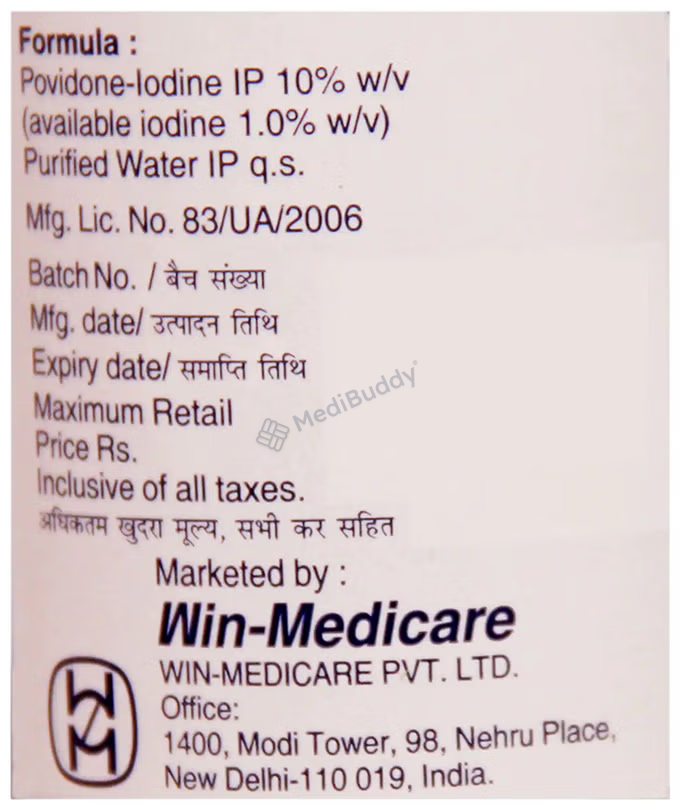 Formula :
Povidone-Iodine IP 10% w/v
(available iodine 1.0% w/v)
Purified Water IP q.s.
Mfg. Lic. No. 83/UA/2006
Batch No. / बैच संख्या
Mfg. date/ उत्पादन तिथि
Expiry date/ समाप्ति तिथि
MediBuddy
Maximum Retail
Price Rs.
Inclusive of all taxes.
अधिकतम खुदरा मूल्य, सभी कर सहित
Marketed by :
Win-Medicare
WIN-MEDICARE PVT. LTD.
Office:
1400, Modi Tower, 98, Nehru Place,
New Delhi-110 019, India.